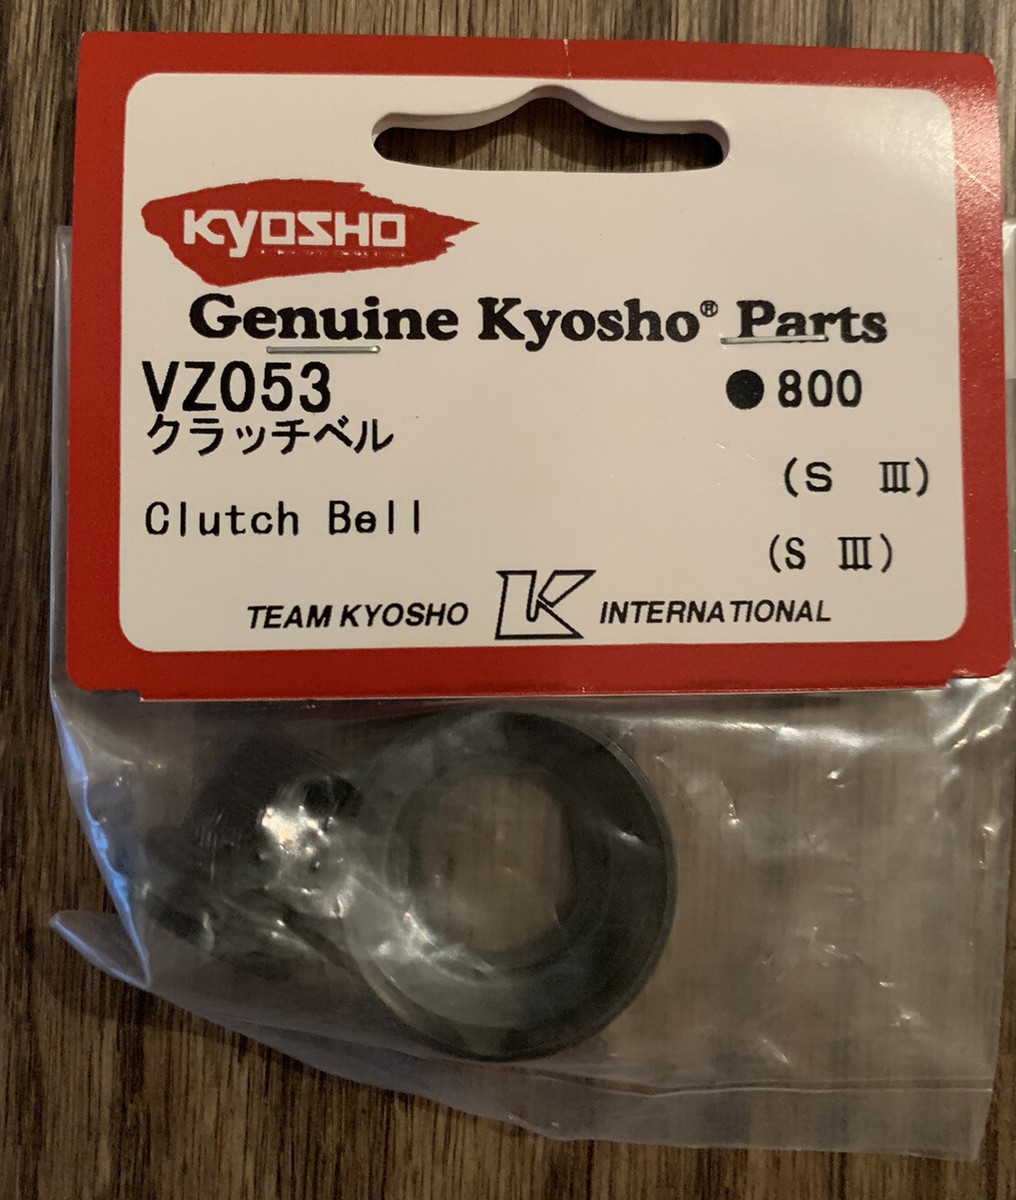 KYOSHO
Genuine Kyosho® Parts
VZ053 ●800
クラッチベル
(S Ⅲ)
Clutch Bell
(S Ⅲ)
TEAM KYOSHO K INTERNATIONAL